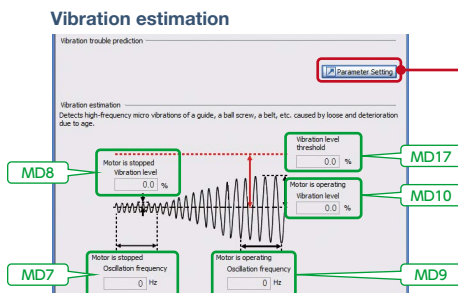 Vibration estimation
Vibration trouble prediction
Parameter Setting
Vibration estimation
Detects high-frequency micro vibrations of a guide, a ball screw, a belt, etc. caused by loose and deterioration
due to age.
Vibration level
threshold
0.0 %
MD17
Motor is stopped
Vibration level
0.0 %
MD8
Motor is operating
Vibration level
0.0 %
MD10
Motor is stopped
Oscillation frequency
0 Hz
MD7
Motor is operating
Oscillation frequency
0 Hz
MD9